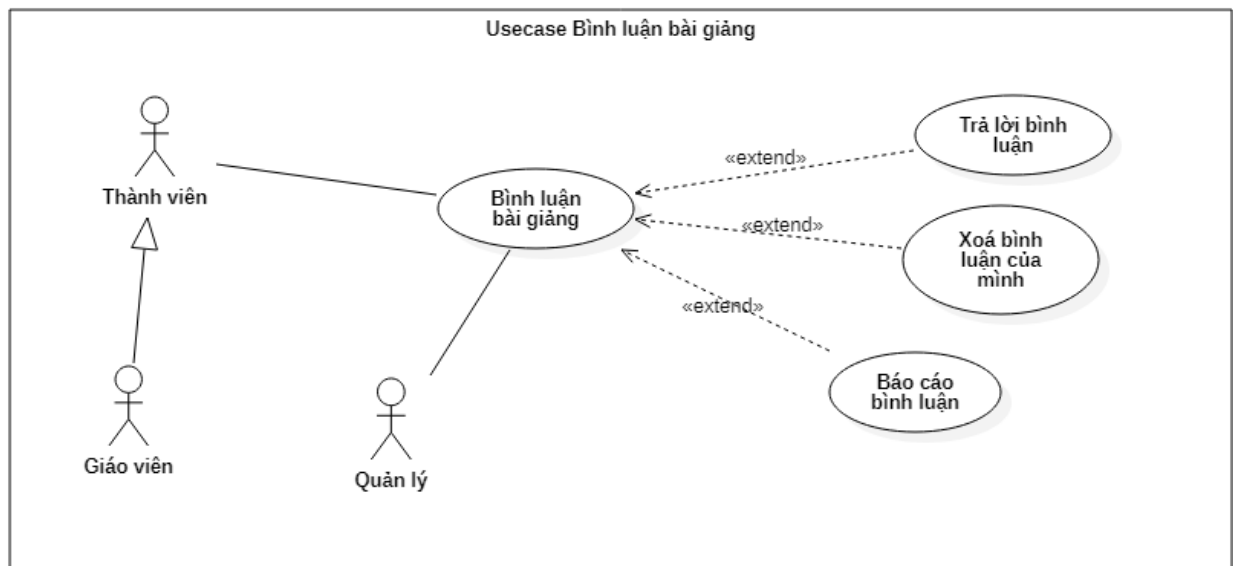 Usecase Bình luận bài giảng
Thành viên
Bình luận
bài giảng
«extend»
Trả lời bình
luận
«extend»
Xoá bình
luận của
mình
«extend»
Báo cáo
bình luận
Giáo viên
Quản lý